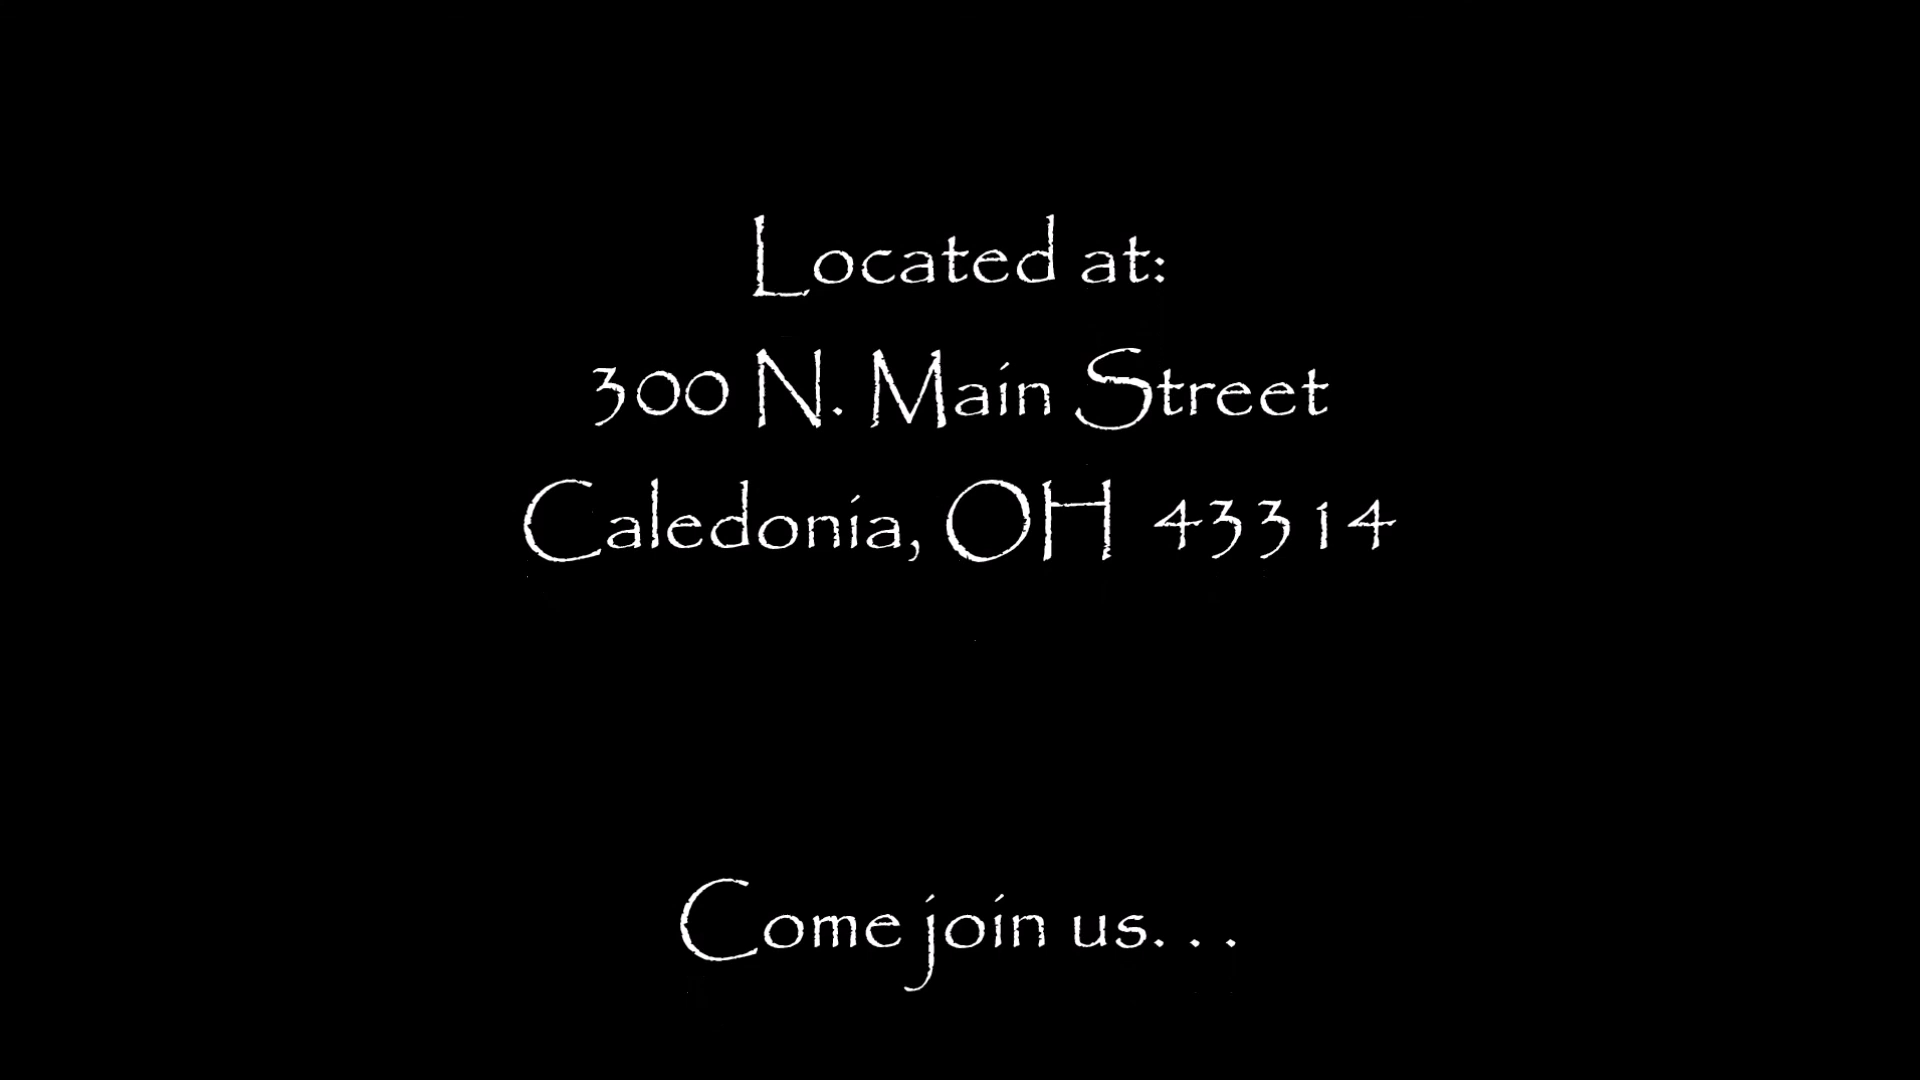 Located at:
300 N. Main Street
Caledonia, OH 43314
Come join us. . .